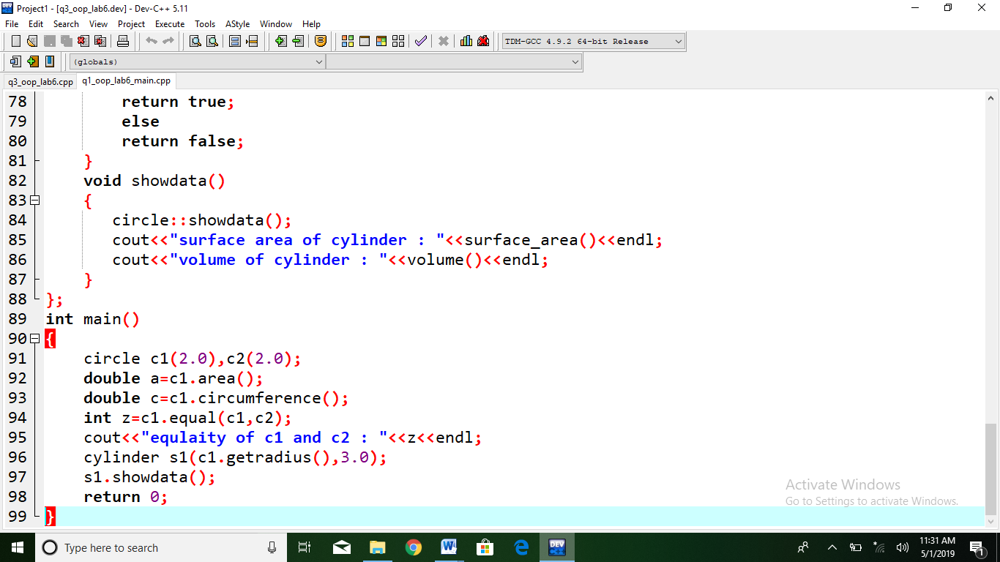 Project1 - [q3_oop_lab6.dev] - Dev-C++ 5.11
File Edit Search View Project Execute Tools AStyle Window Help
TDM-GCC 4.9.2 64-bit Release
(globals)
q3_oop_lab6.cpp q1_oop_lab6_main.cpp
78 return true;
79 else
80 return false;
81 }
82 void showdata()
83 {
84 circle::showdata();
85 cout<<"surface area of cylinder : "<<surface_area()<<endl;
86 cout<<"volume of cylinder : "<<volume()<<endl;
87 }
88 };
89 int main()
90 {
91 circle c1(2.0),c2(2.0);
92 double a=c1.area();
93 double c=c1.circumference();
94 int z=c1.equal(c1,c2);
95 cout<<"equlaity of c1 and c2 : "<<z<<endl;
96 cylinder s1(c1.getradius(),3.0);
97 s1.showdata();
98 return 0;
99 }
Activate Windows
Go to Settings to activate Windows.
Type here to search
DEV
11:31 AM
5/1/2019
1